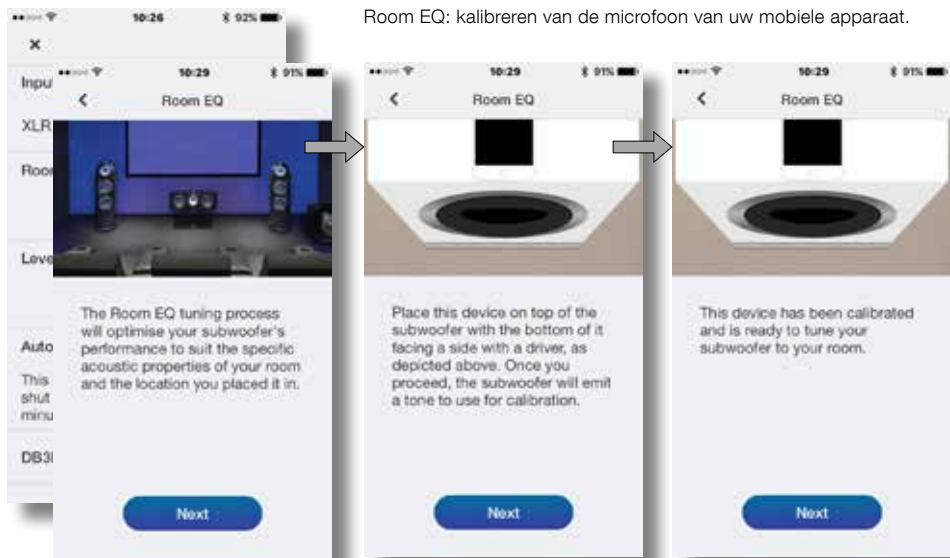 Room EQ: kalibreren van de microfoon van uw mobiele apparaat.
10:26
92%
Inpu
XLR
Roor
Leve
Auto
This
shut
minu
DB3
10:29
91%
Room EQ
The Room EQ tuning process
will optimise your subwoofer's
performance to suit the specific
acoustic properties of your room
and the location you placed it in.
Next
10:29
91%
Room EQ
Place this device on top of the
subwoofer with the bottom of it
facing a side with a driver, as
depicted above. Once you
proceed, the subwoofer will emit
a tone to use for calibration.
Next
10:29
91%
Room EQ
This device has been calibrated
and is ready to tune your
subwoofer to your room.
Next